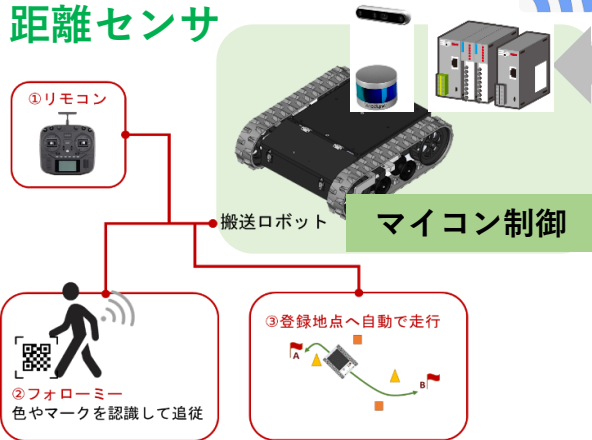 距離センサ
①リモコン
搬送ロボット
マイコン制御
②フォローミー
色やマークを認識して追従
③登録地点へ自動で走行
A
B